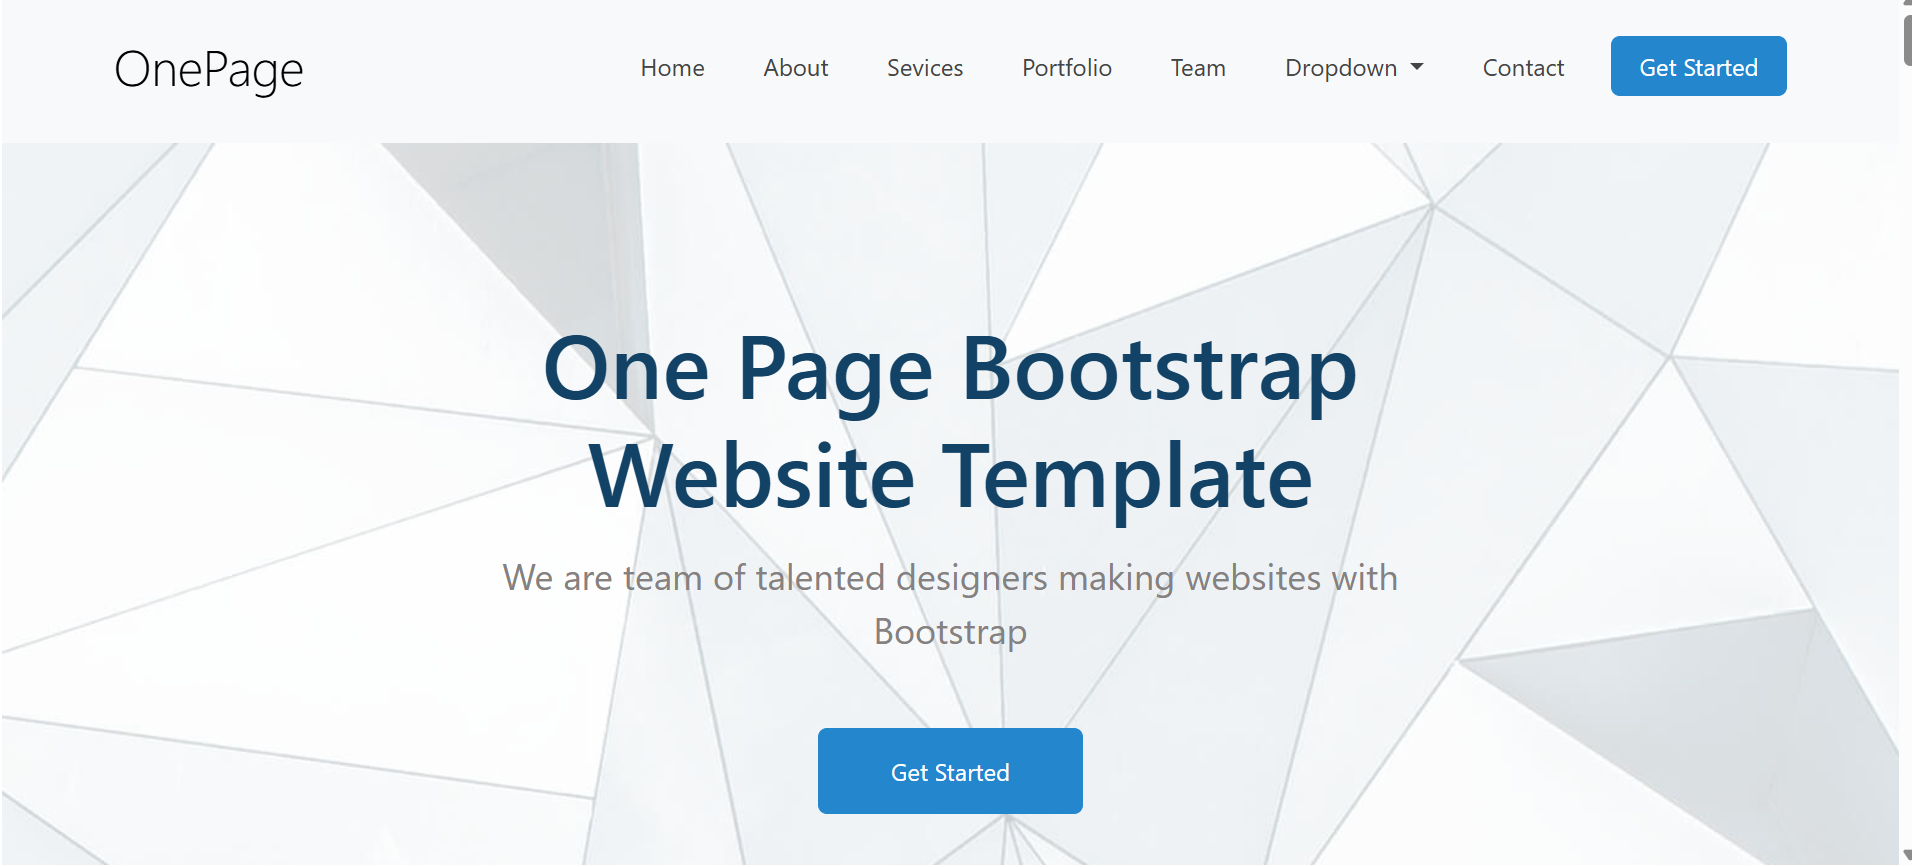 OnePage
Home About Sevices Portfolio Team Dropdown Contact Get Started
One Page Bootstrap
Website Template
We are team of talented designers making websites with
Bootstrap
Get Started